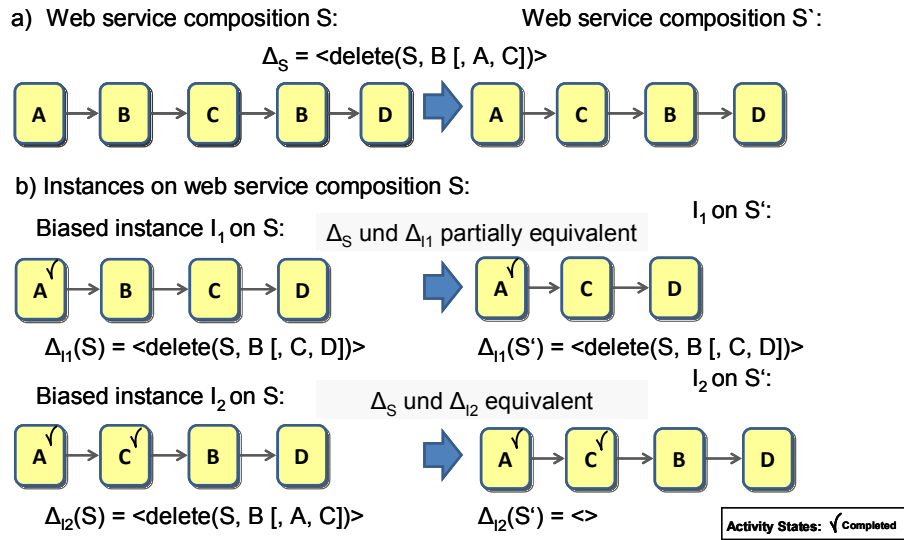 a) Web service composition S: Web service composition S`:
ΔS = <delete(S, B [, A, C])>
A B C B D A C B D
b) Instances on web service composition S:
I1 on S‘:
Biased instance I1 on S: ΔS und ΔI1 partially equivalent
A B C D A C D
ΔI1(S) = <delete(S, B [, C, D])> ΔI1(S‘) = <delete(S, B [, C, D])>
I2 on S‘:
Biased instance I2 on S: ΔS und ΔI2 equivalent
A C B D A C B D
ΔI2(S) = <delete(S, B [, A, C])> ΔI2(S‘) = <>
Activity States: √ Completed